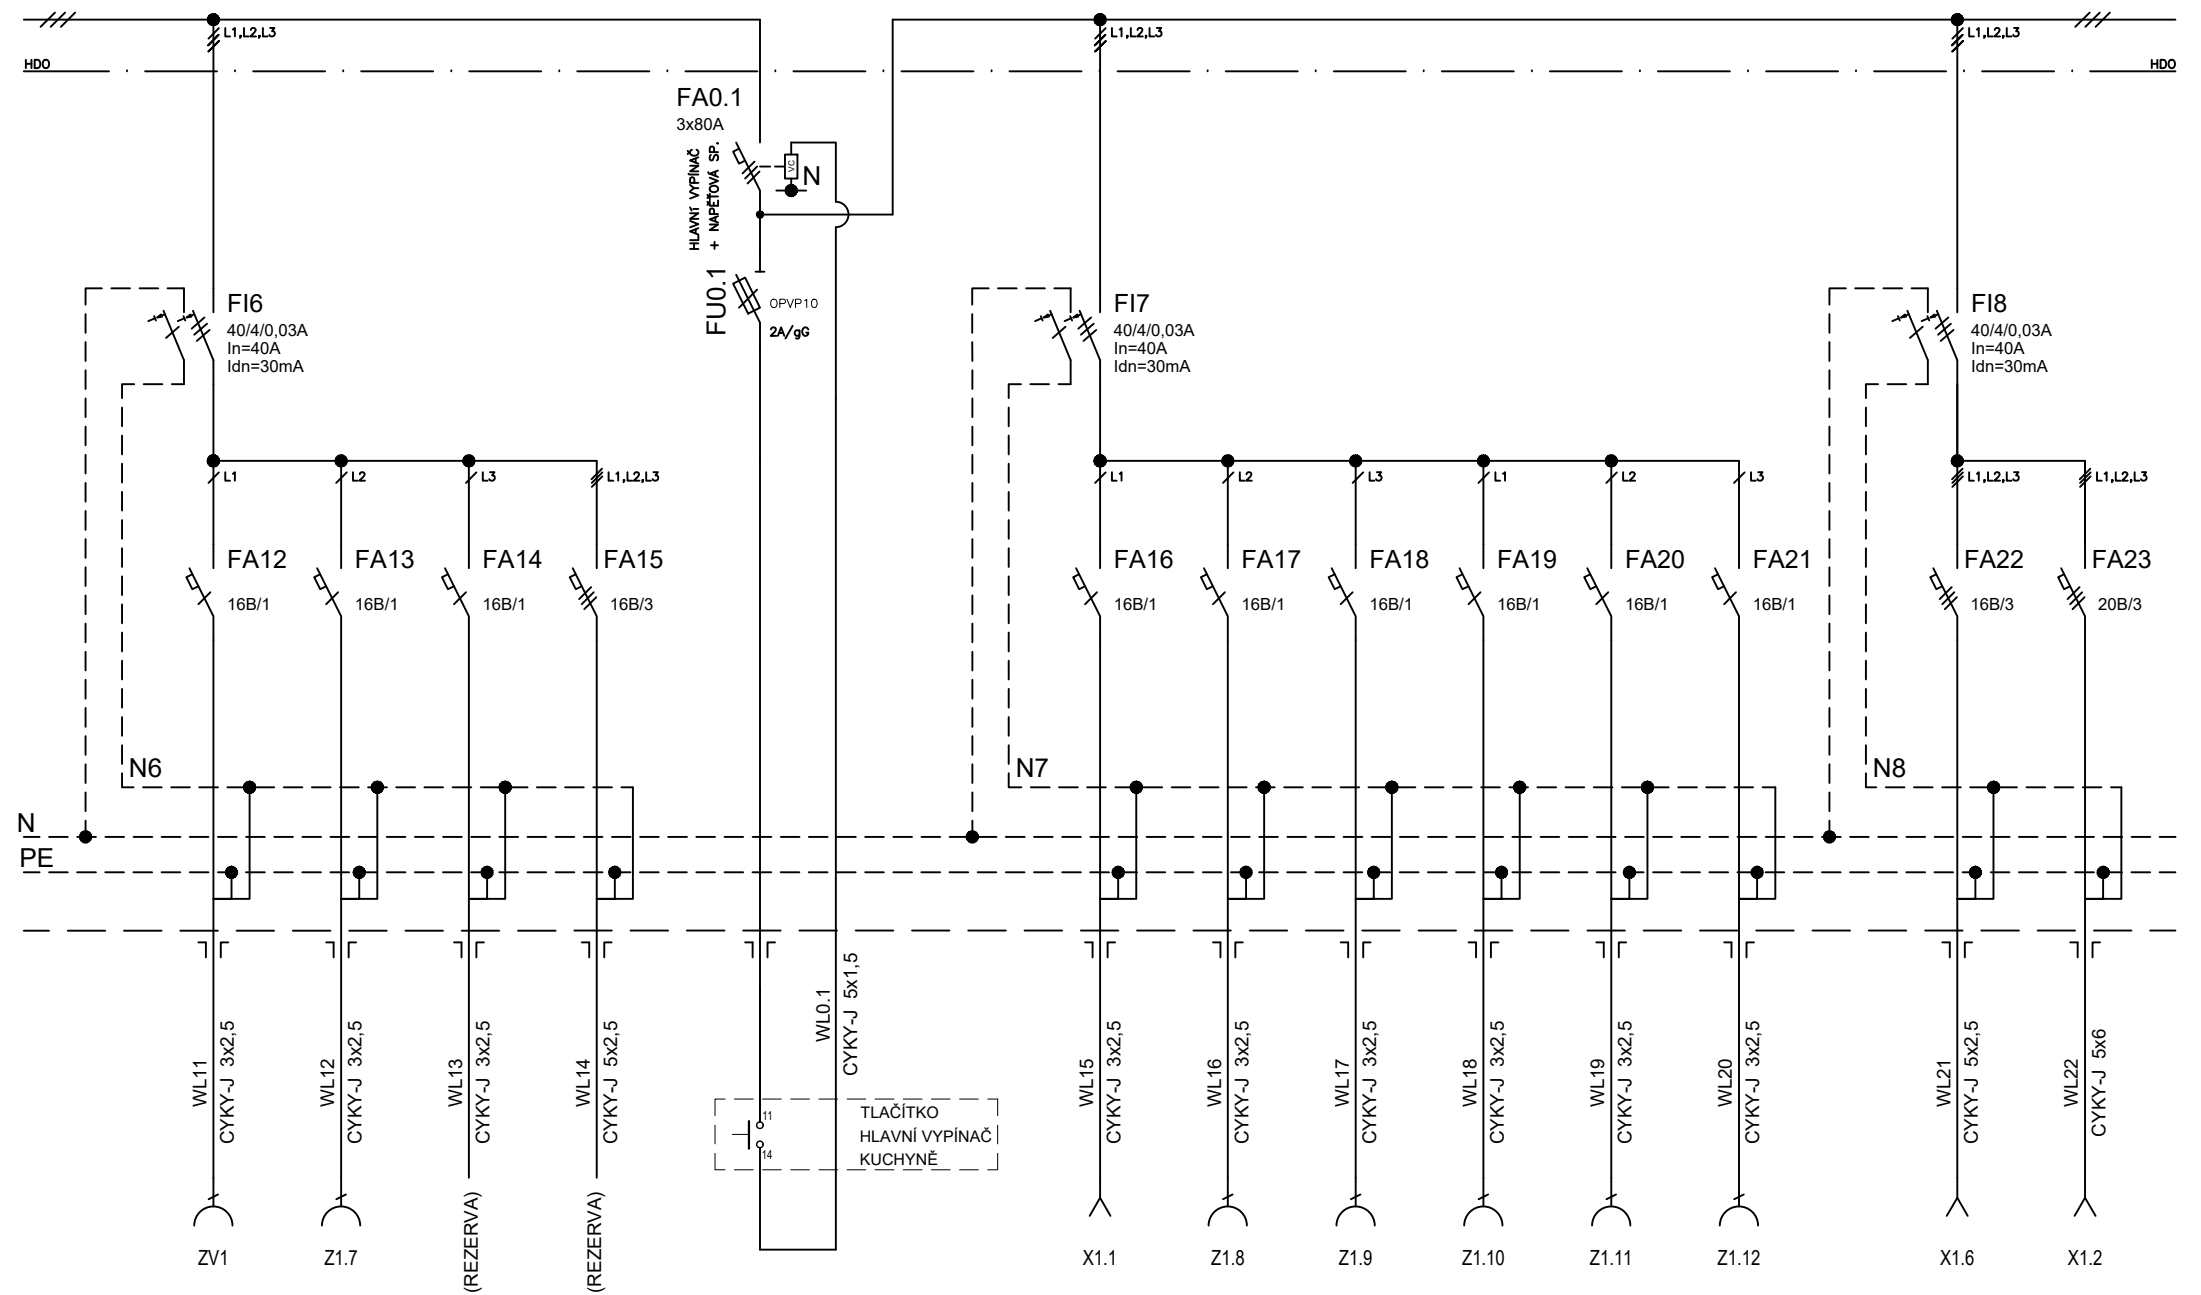 L1,L2,L3
L1,L2,L3
L1,L2,L3
HDO
HDO
FA0.1
3x80A
HLAVNÍ VYPÍNAČ
+ NAPĚŤOVÁ SP.
VC
N
FU0.1
OPVP10
2A/gG
FI6
40/4/0,03A
In=40A
Idn=30mA
FI7
40/4/0,03A
In=40A
Idn=30mA
FI8
40/4/0,03A
In=40A
Idn=30mA
L1
L2
L3
L1,L2,L3
L1
L2
L3
L1
L2
L3
L1,L2,L3
L1,L2,L3
FA12
16B/1
FA13
16B/1
FA14
16B/1
FA15
16B/3
FA16
16B/1
FA17
16B/1
FA18
16B/1
FA19
16B/1
FA20
16B/1
FA21
16B/1
FA22
16B/3
FA23
20B/3
N6
N7
N8
N
PE
WL11
CYKY-J 3x2,5
WL12
CYKY-J 3x2,5
WL13
CYKY-J 3x2,5
WL14
CYKY-J 5x2,5
WL0.1
CYKY-J 5x1,5
WL15
CYKY-J 3x2,5
WL16
CYKY-J 3x2,5
WL17
CYKY-J 3x2,5
WL18
CYKY-J 3x2,5
WL19
CYKY-J 3x2,5
WL20
CYKY-J 3x2,5
WL21
CYKY-J 5x2,5
WL22
CYKY-J 5x6
11
14
TLAČÍTKO
HLAVNÍ VYPÍNAČ
KUCHYNĚ
ZV1
Z1.7
(REZERVA)
(REZERVA)
X1.1
Z1.8
Z1.9
Z1.10
Z1.11
Z1.12
X1.6
X1.2